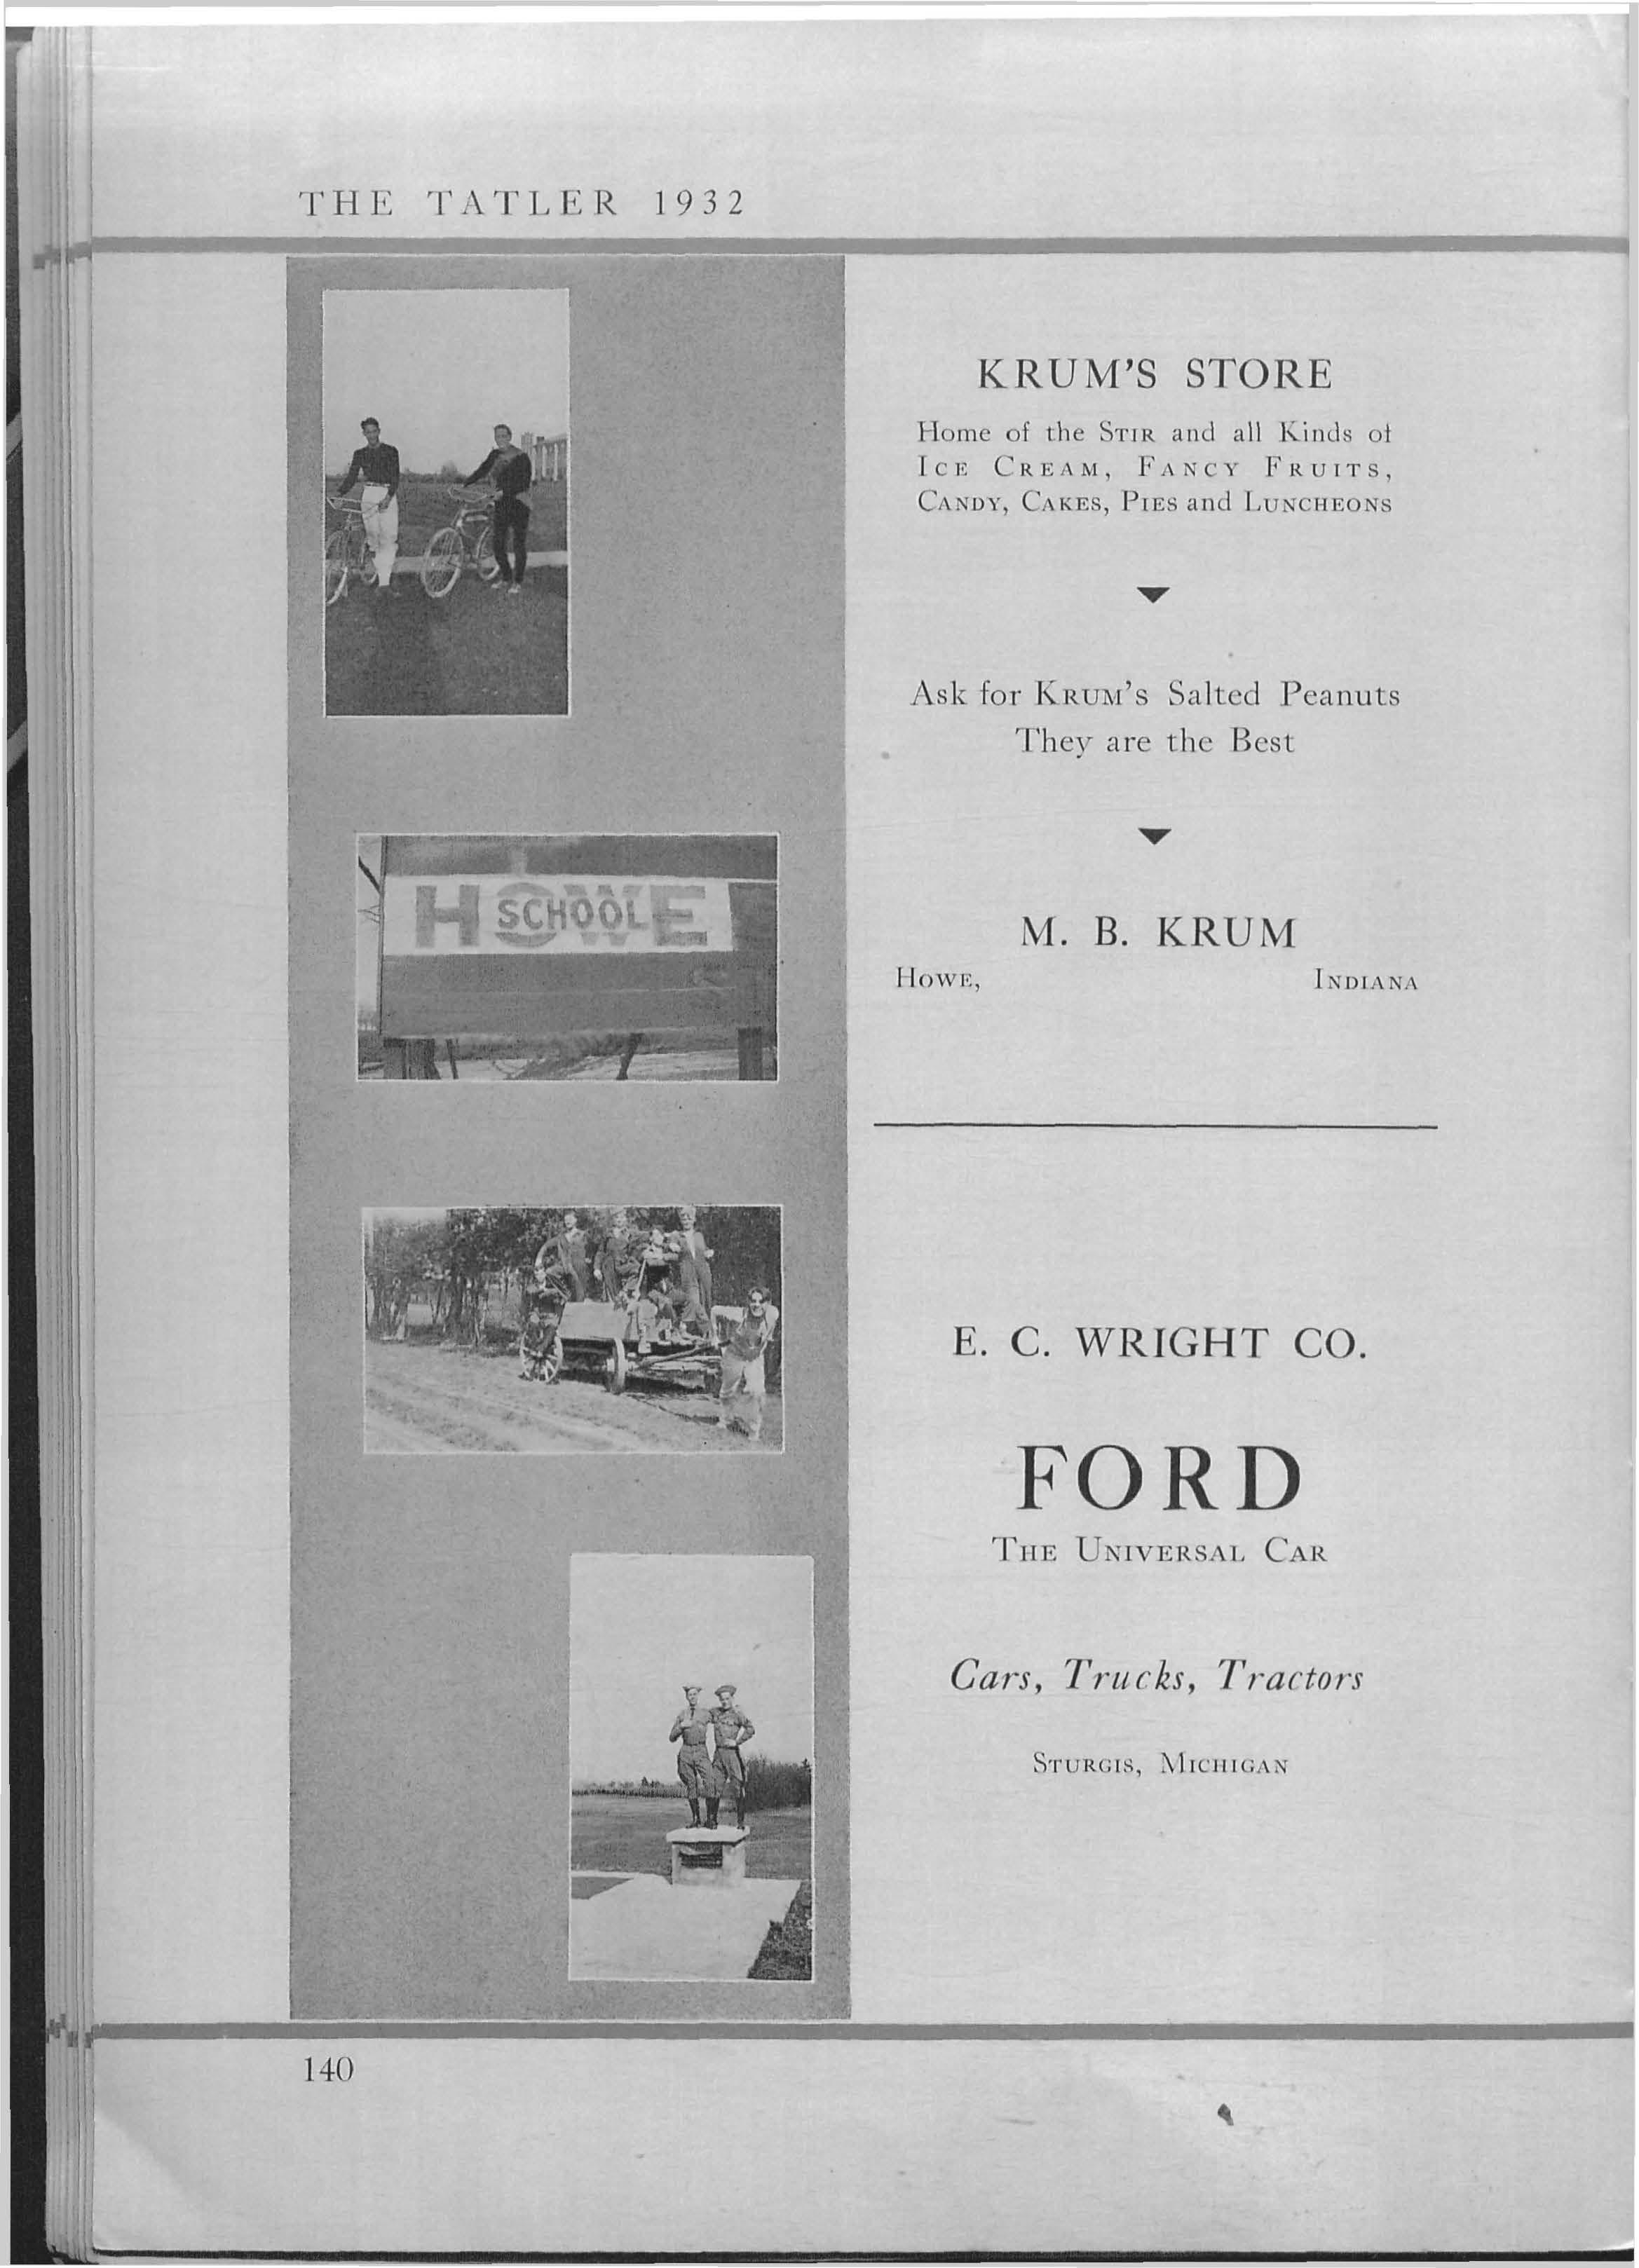 THE TATLER 1932
KRUM'S STORE
Home of the STIR and all Kinds of
ICE CREAM, FANCY FRUITS,
CANDY, CAKES, PIES and LUNCHEONS
Ask for KRUM'S Salted Peanuts
They are the Best
M. B. KRUM
HOWE, INDIANA
HOWE
SCHOOL
E. C. WRIGHT CO.
FORD
THE UNIVERSAL CAR
Cars, Trucks, Tractors
STURGIS, MICHIGAN
140